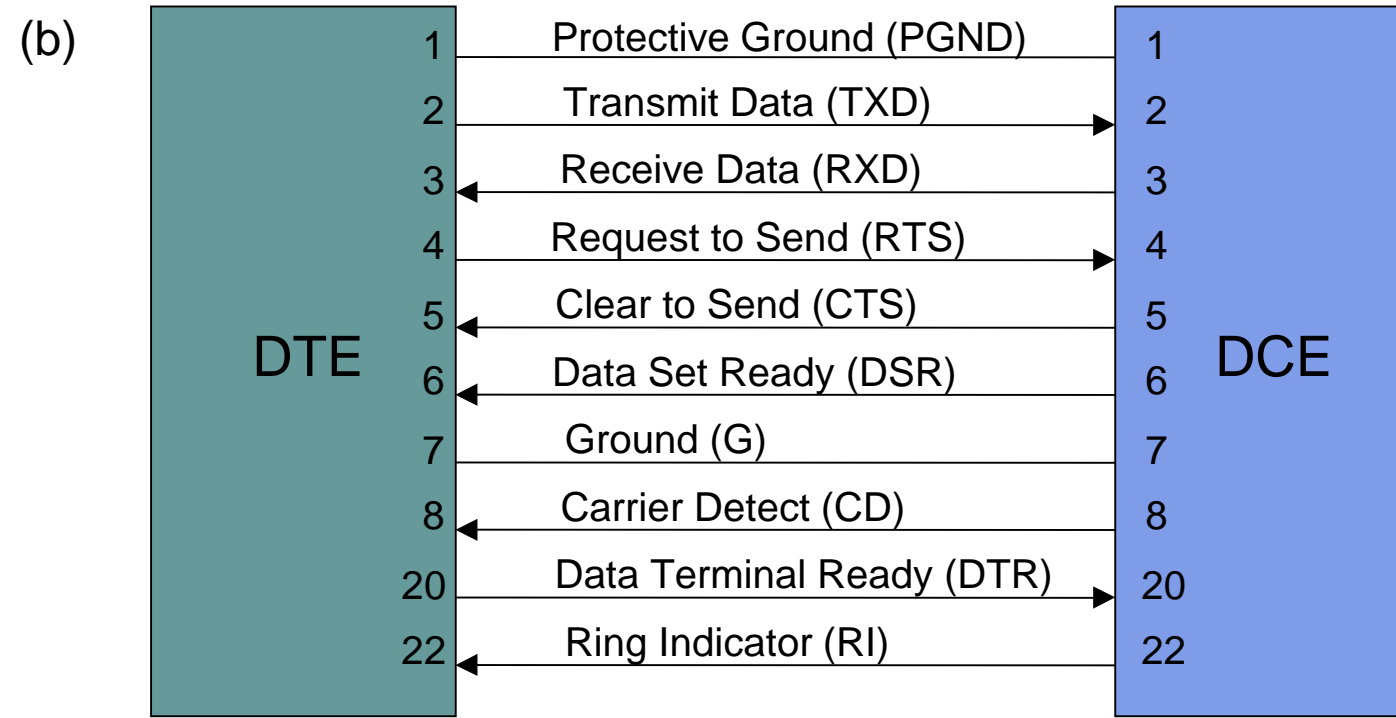 (b)
1 Protective Ground (PGND) 1
2 Transmit Data (TXD) 2
3 Receive Data (RXD) 3
4 Request to Send (RTS) 4
5 Clear to Send (CTS) 5
DTE DCE
6 Data Set Ready (DSR) 6
7 Ground (G) 7
8 Carrier Detect (CD) 8
20 Data Terminal Ready (DTR) 20
22 Ring Indicator (RI) 22